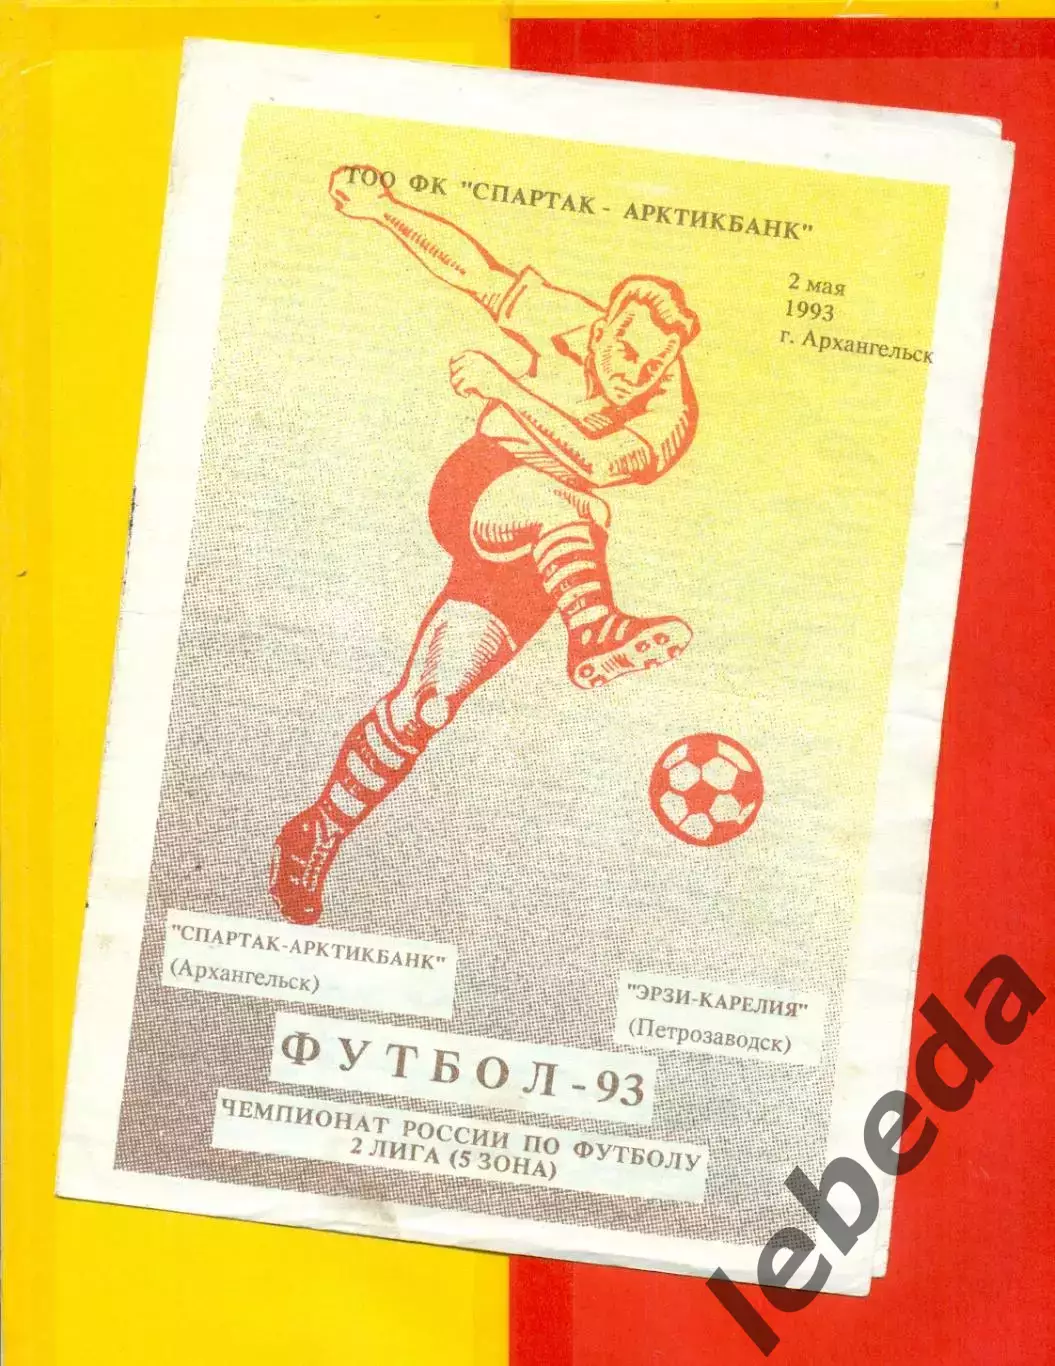 ТОО ФК "СПАРТАК - АРКТИКБАНК"
2 мая
1993
г. Архангельск
"СПАРТАК-АРКТИКБАНК"
(Архангельск)
"ЭРЗИ-КАРЕЛИЯ"
(Петрозаводск)
ФУТБОЛ - 93
ЧЕМПИОНАТ РОССИИ ПО ФУТБОЛУ
2 ЛИГА (5 ЗОНА)
lebeda